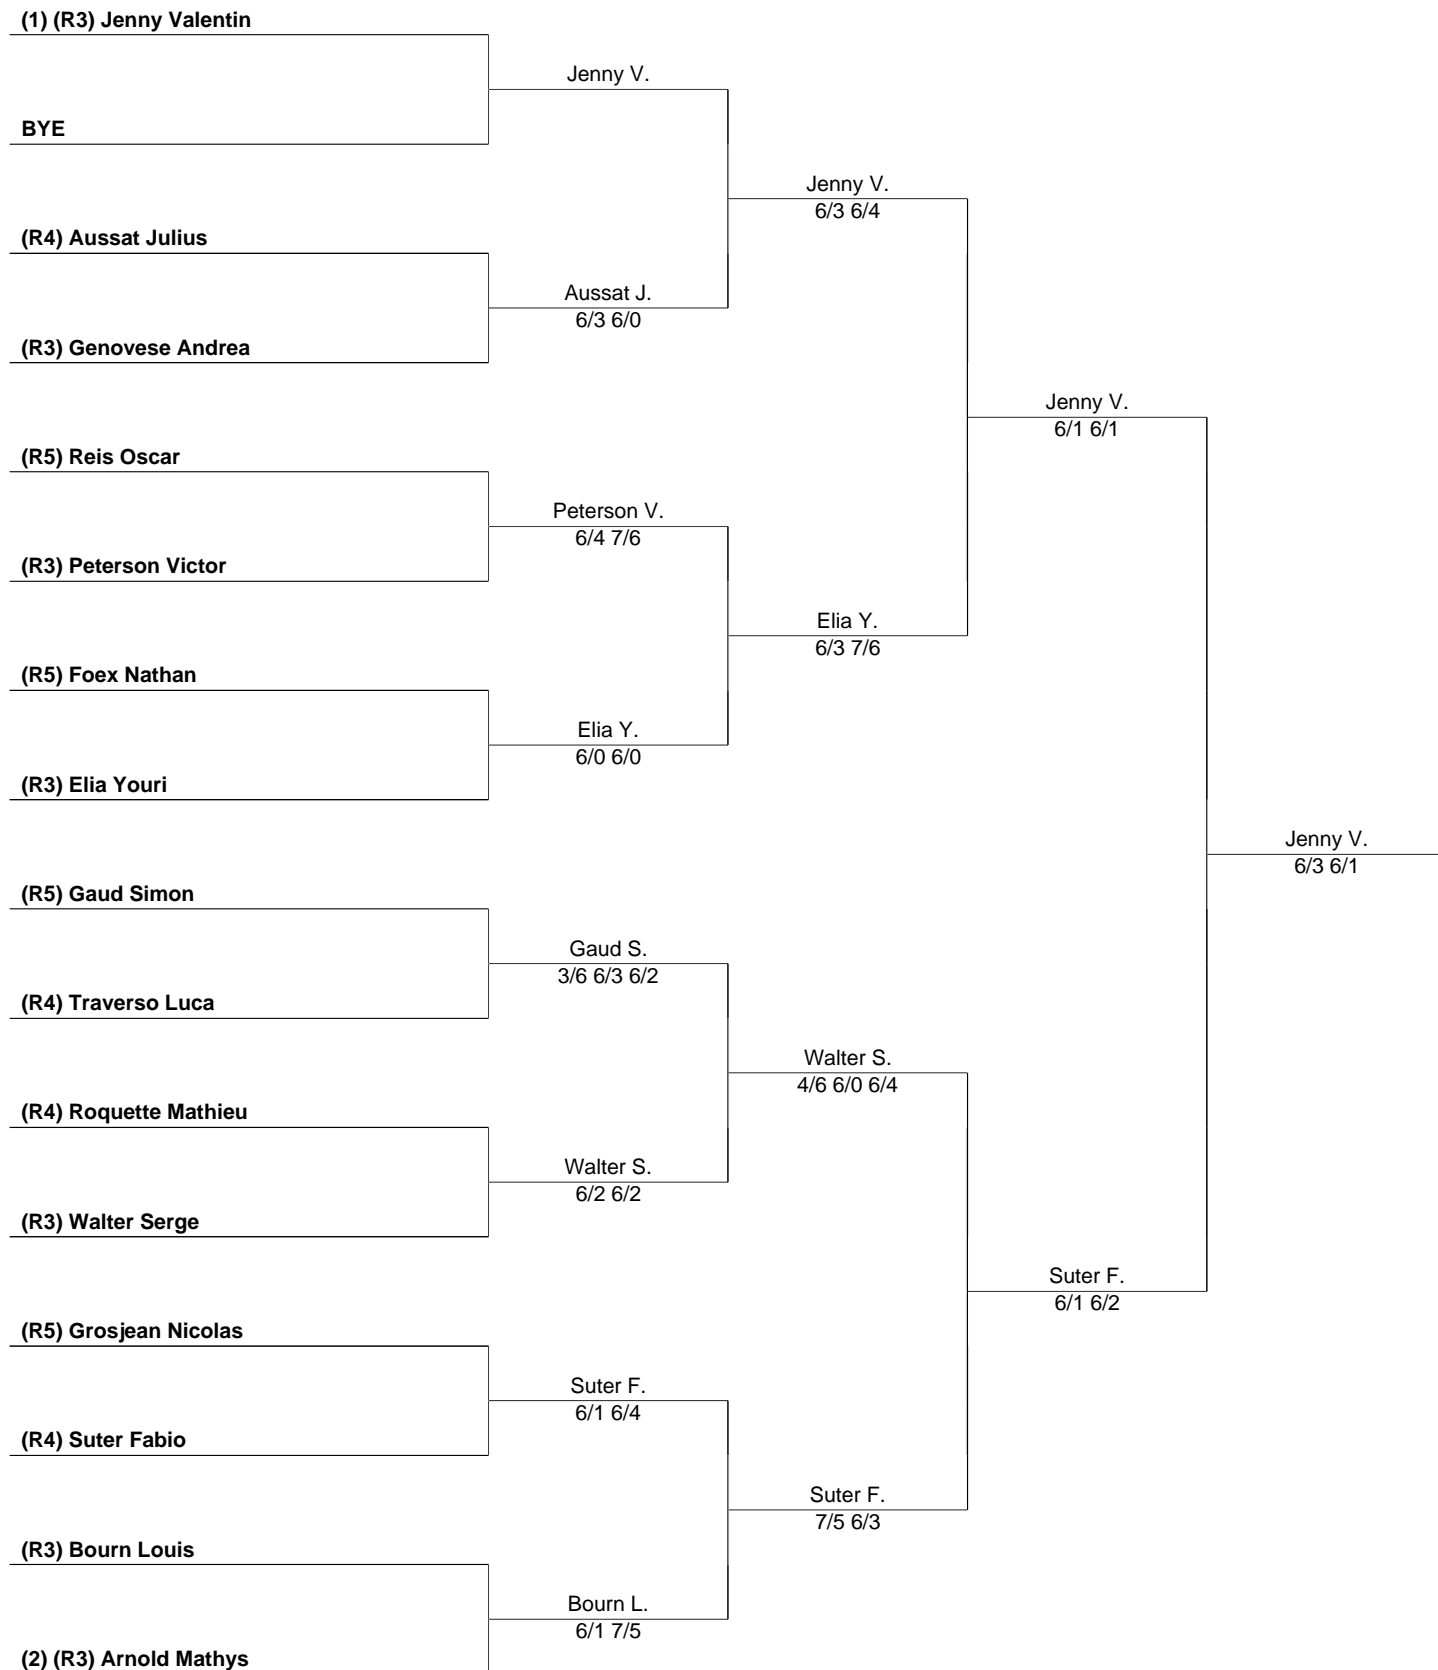 (1) (R3) Jenny Valentin
Jenny V.
BYE
Jenny V.
6/3 6/4
(R4) Aussat Julius
Aussat J.
6/3 6/0
(R3) Genovese Andrea
Jenny V.
6/1 6/1
(R5) Reis Oscar
Peterson V.
6/4 7/6
(R3) Peterson Victor
Elia Y.
6/3 7/6
(R5) Foex Nathan
Elia Y.
6/0 6/0
(R3) Elia Youri
Jenny V.
6/3 6/1
(R5) Gaud Simon
Gaud S.
3/6 6/3 6/2
(R4) Traverso Luca
Walter S.
4/6 6/0 6/4
(R4) Roquette Mathieu
Walter S.
6/2 6/2
(R3) Walter Serge
Suter F.
6/1 6/2
(R5) Grosjean Nicolas
Suter F.
6/1 6/4
(R4) Suter Fabio
Suter F.
7/5 6/3
(R3) Bourn Louis
Bourn L.
6/1 7/5
(2) (R3) Arnold Mathys